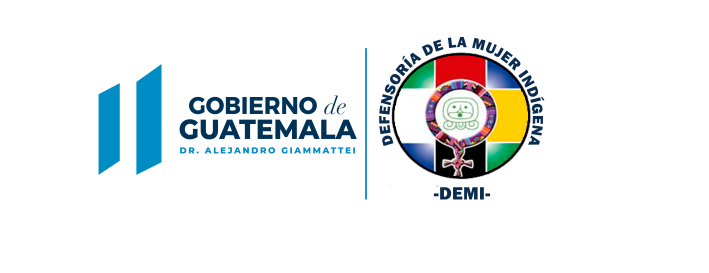 GOBIERNO de
GUATEMALA
DR. ALEJANDRO GIAMMATTEI
DEFENSORÍA DE LA MUJER INDÍGENA
-DEMI-